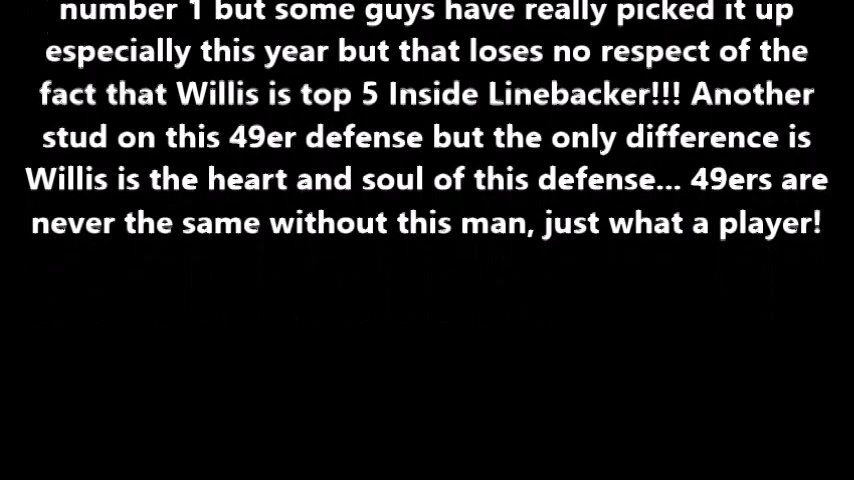 number 1 but some guys have really picked it up
especially this year but that loses no respect of the
fact that Willis is top 5 Inside Linebacker!!! Another
stud on this 49er defense but the only difference is
Willis is the heart and soul of this defense... 49ers are
never the same without this man, just what a player!